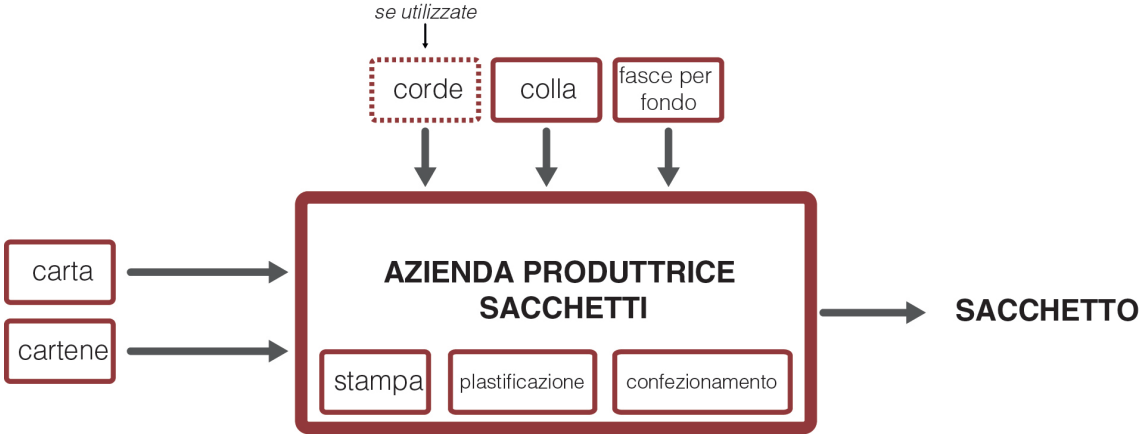 se utilizzate
corde
colla
fasce per
fondo
carta
cartene
AZIENDA PRODUTTRICE
SACCHETTI
SACCHETTO
stampa
plastificazione
confezionamento